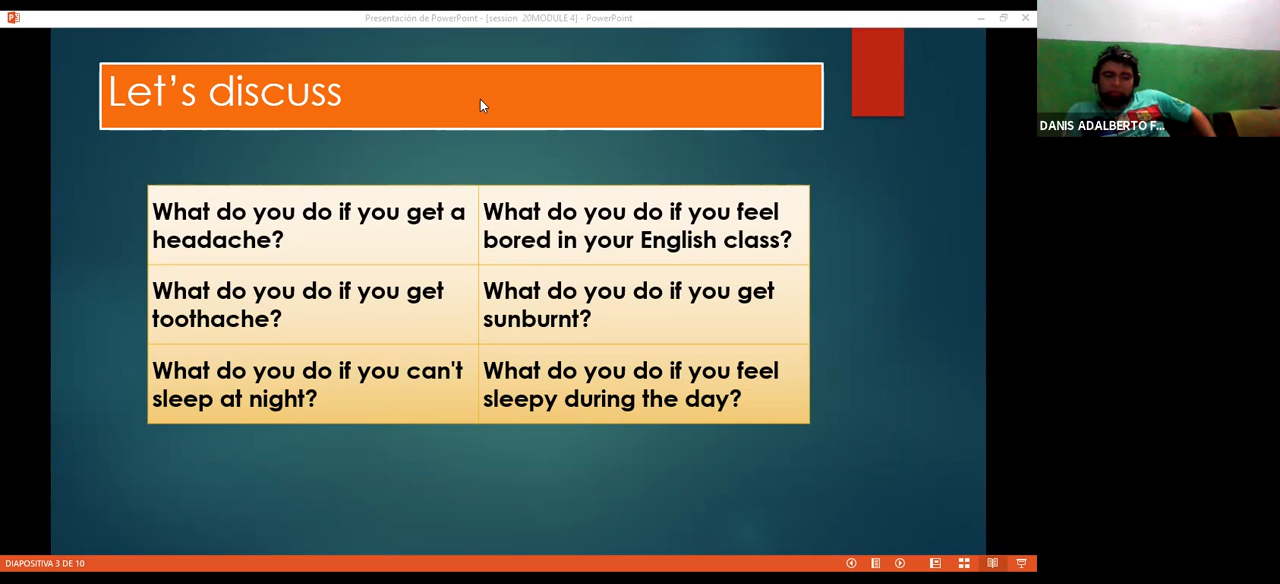 Presentación de PowerPoint - [session  20MODULE 4] - PowerPoint
Let's discuss
What do you do if you get a
headache?
What do you do if you feel
bored in your English class?
What do you do if you get
toothache?
What do you do if you get
sunburnt?
What do you do if you can't
sleep at night?
What do you do if you feel
sleepy during the day?
DANIS ADALBERTO F...
DIAPOSITIVA 3 DE 10